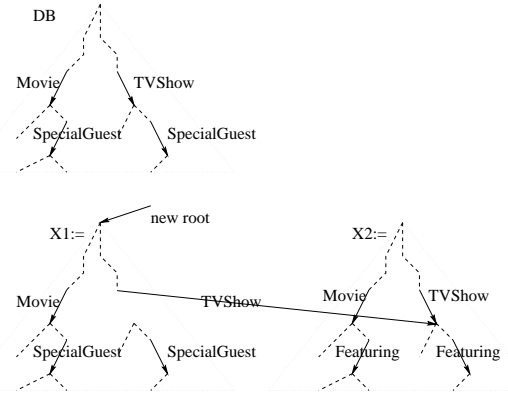 DB
Movie TVShow
SpecialGuest SpecialGuest
new root
X1:= X2:=
Movie TVShow Movie TVShow
SpecialGuest SpecialGuest Featuring Featuring